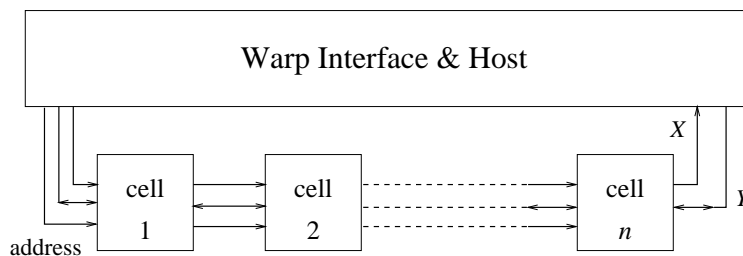 Warp Interface & Host
X
Y
cell
1
cell
2
cell
n
address